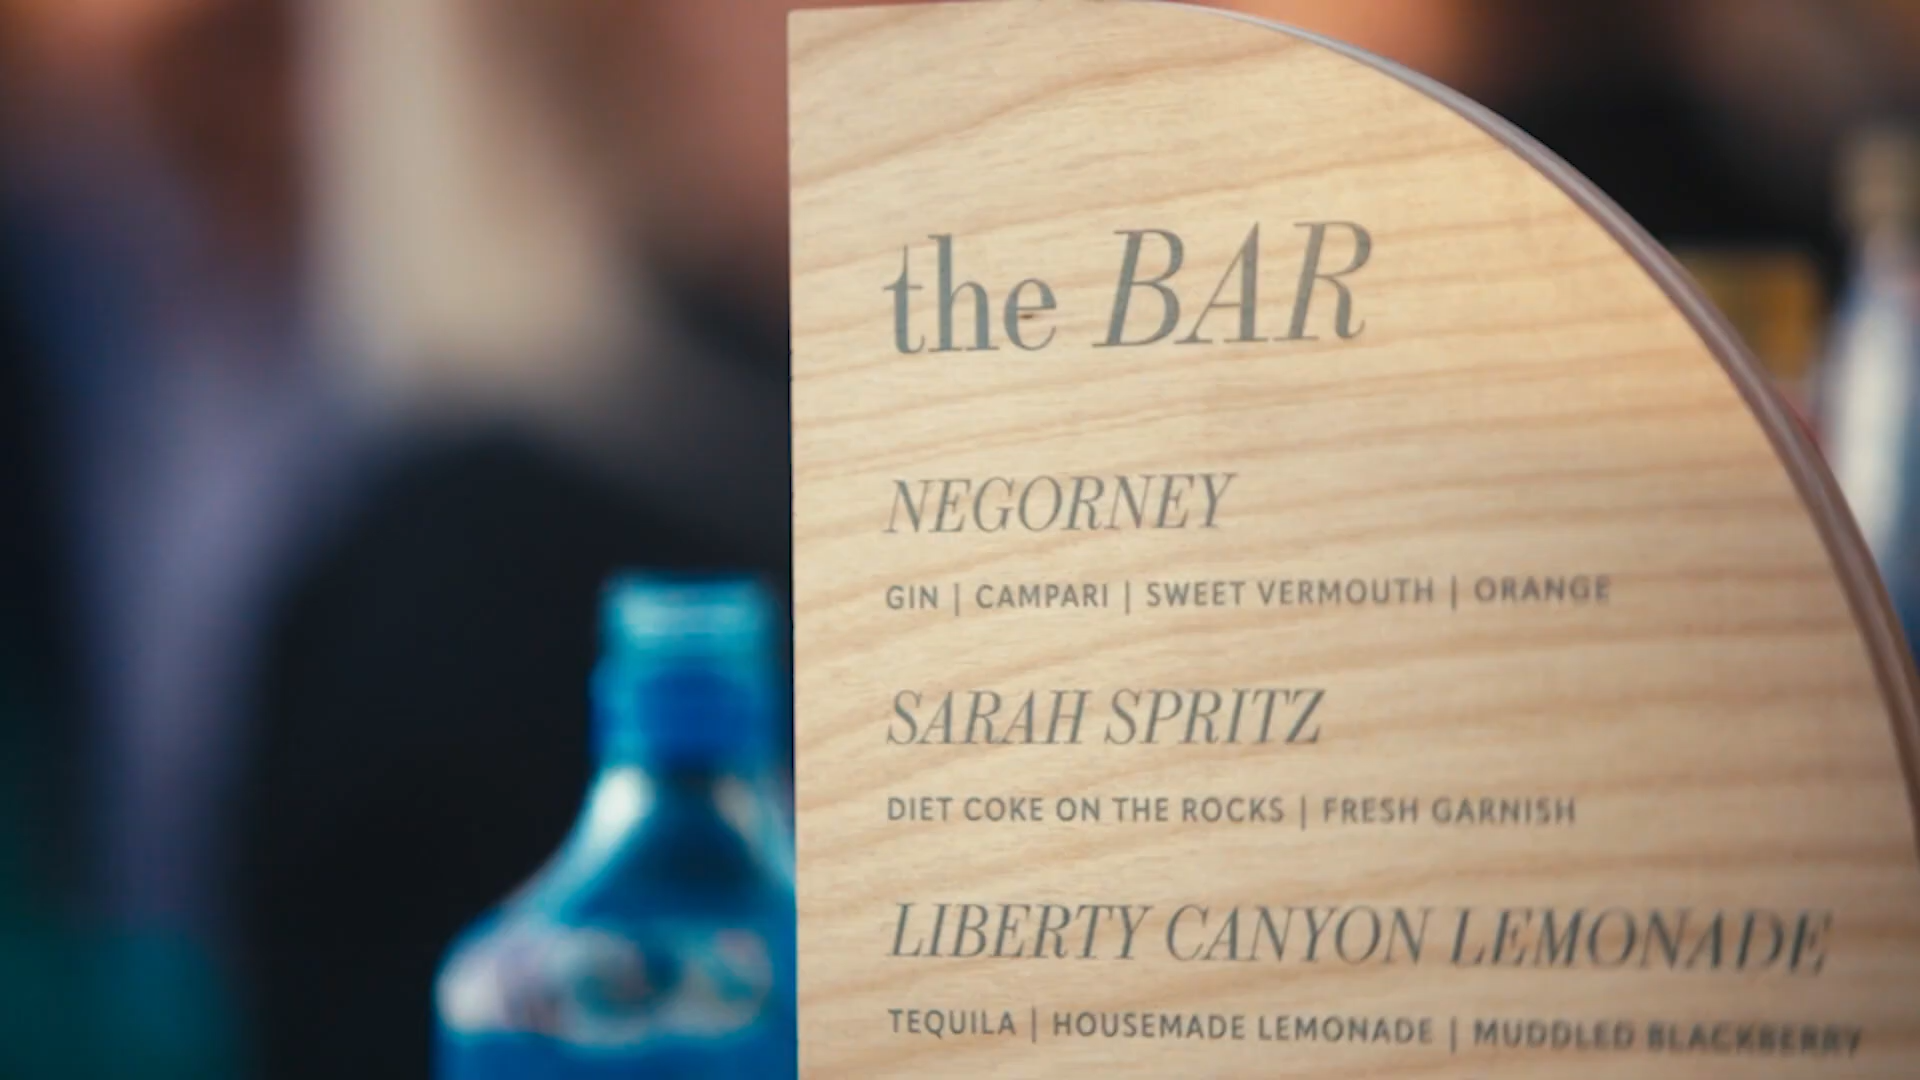 the BAR
NEGORNEY
GIN | CAMPARI | SWEET VERMOUTH | ORANGE
SARAH SPRITZ
DIET COKE ON THE ROCKS | FRESH GARNISH
LIBERTY CANYON LEMONADE
TEQUILA | HOUSEMADE LEMONADE | MUDDLED BLACKBERRY